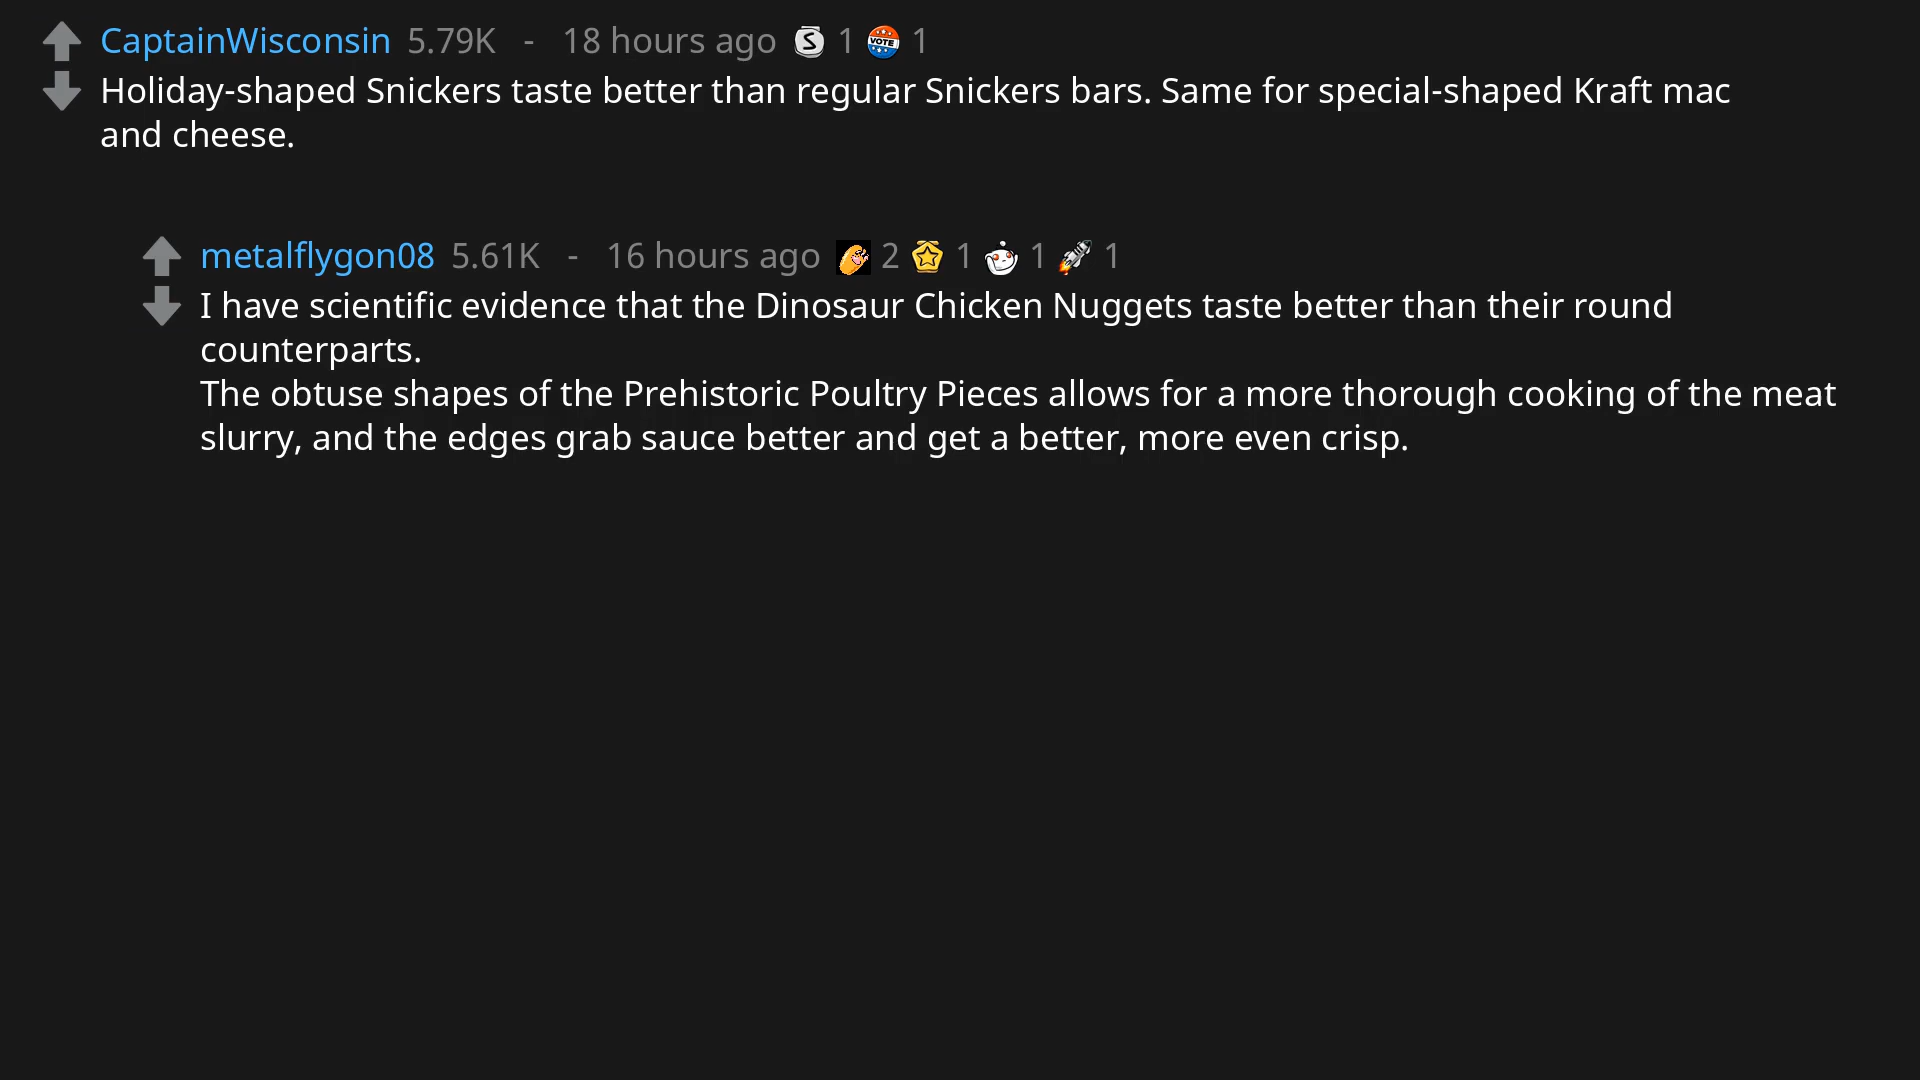 CaptainWisconsin 5.79K - 18 hours ago 1 VOTE 1
Holiday-shaped Snickers taste better than regular Snickers bars. Same for special-shaped Kraft mac
and cheese.
metalflygon08 5.61K - 16 hours ago 2 1 1 1
I have scientific evidence that the Dinosaur Chicken Nuggets taste better than their round
counterparts.
The obtuse shapes of the Prehistoric Poultry Pieces allows for a more thorough cooking of the meat
slurry, and the edges grab sauce better and get a better, more even crisp.